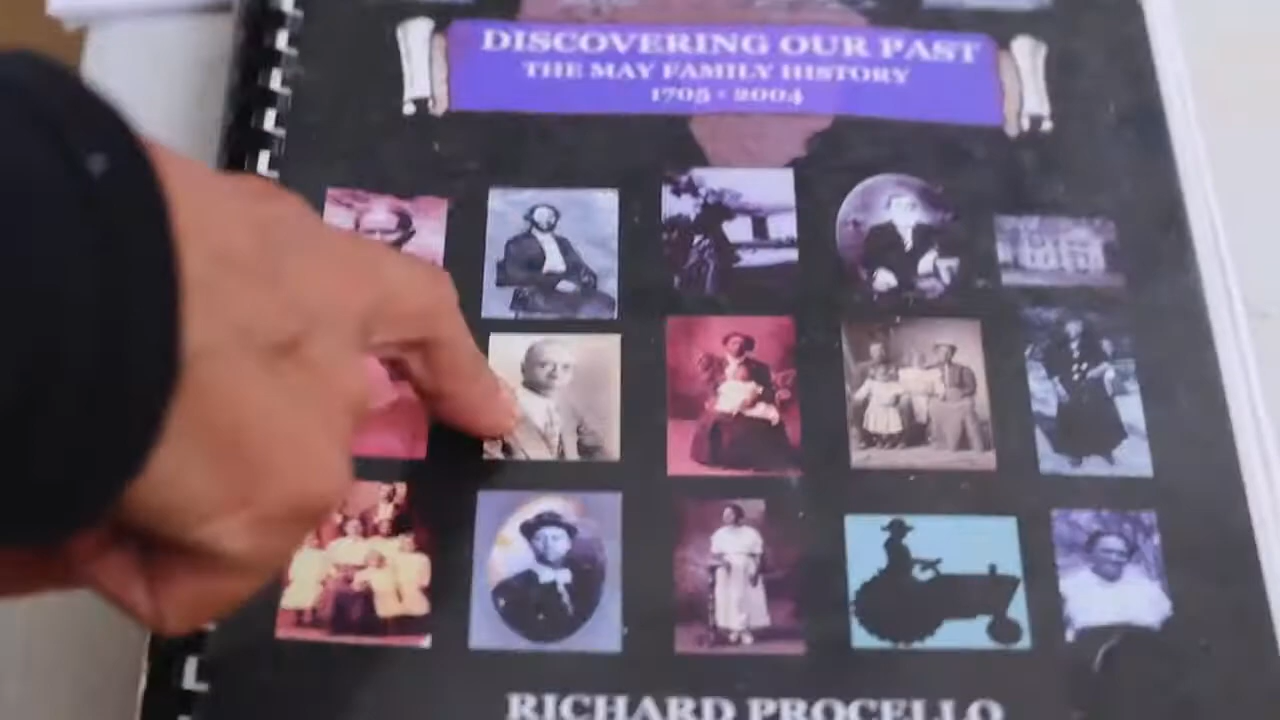 DISCOVERING OUR PAST
THE MAY FAMILY HISTORY
1705 - 2004
RICHARD PROCELLO